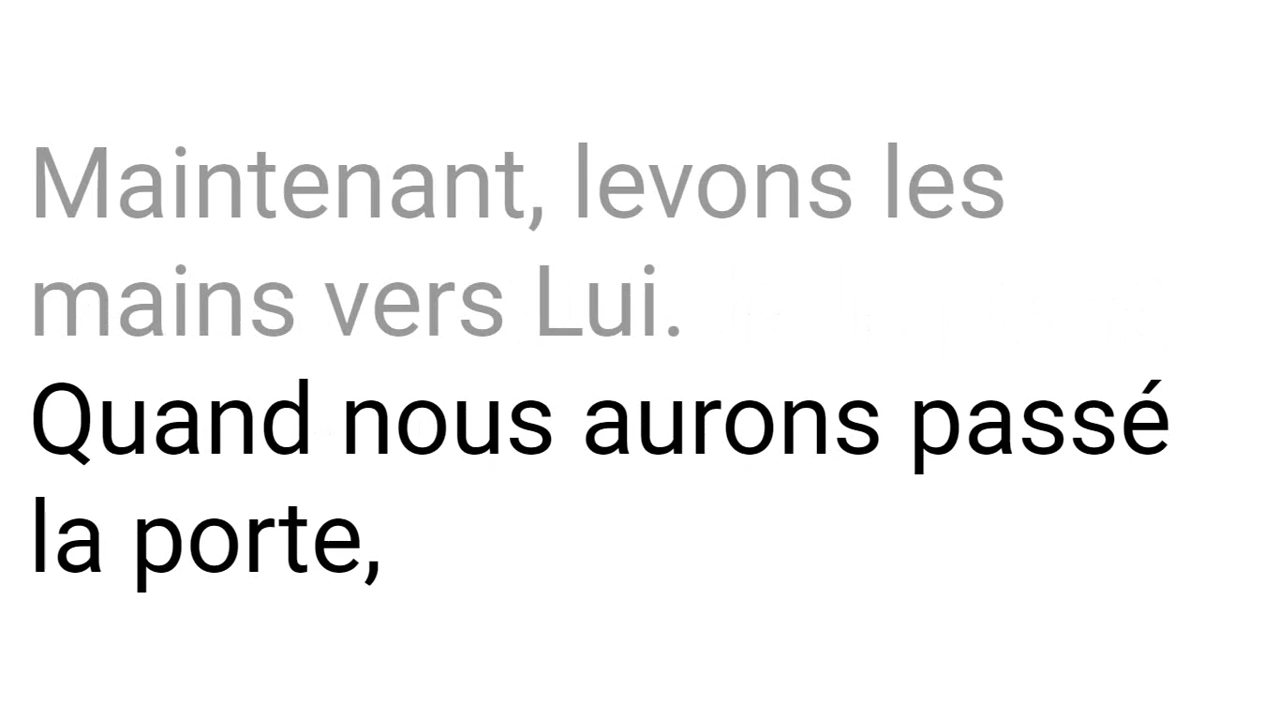 Maintenant, levons les
mains vers Lui.
Quand nous aurons passé
la porte,